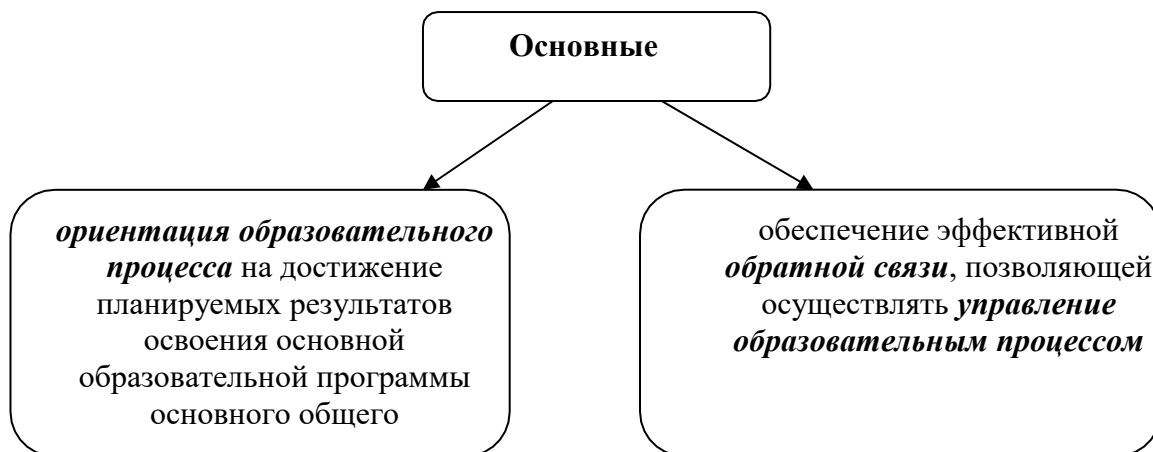 Основные
ориентация образовательного
процесса на достижение
планируемых результатов
освоения основной
образовательной программы
основного общего
обеспечение эффективной
обратной связи, позволяющей
осуществлять управление
образовательным процессом